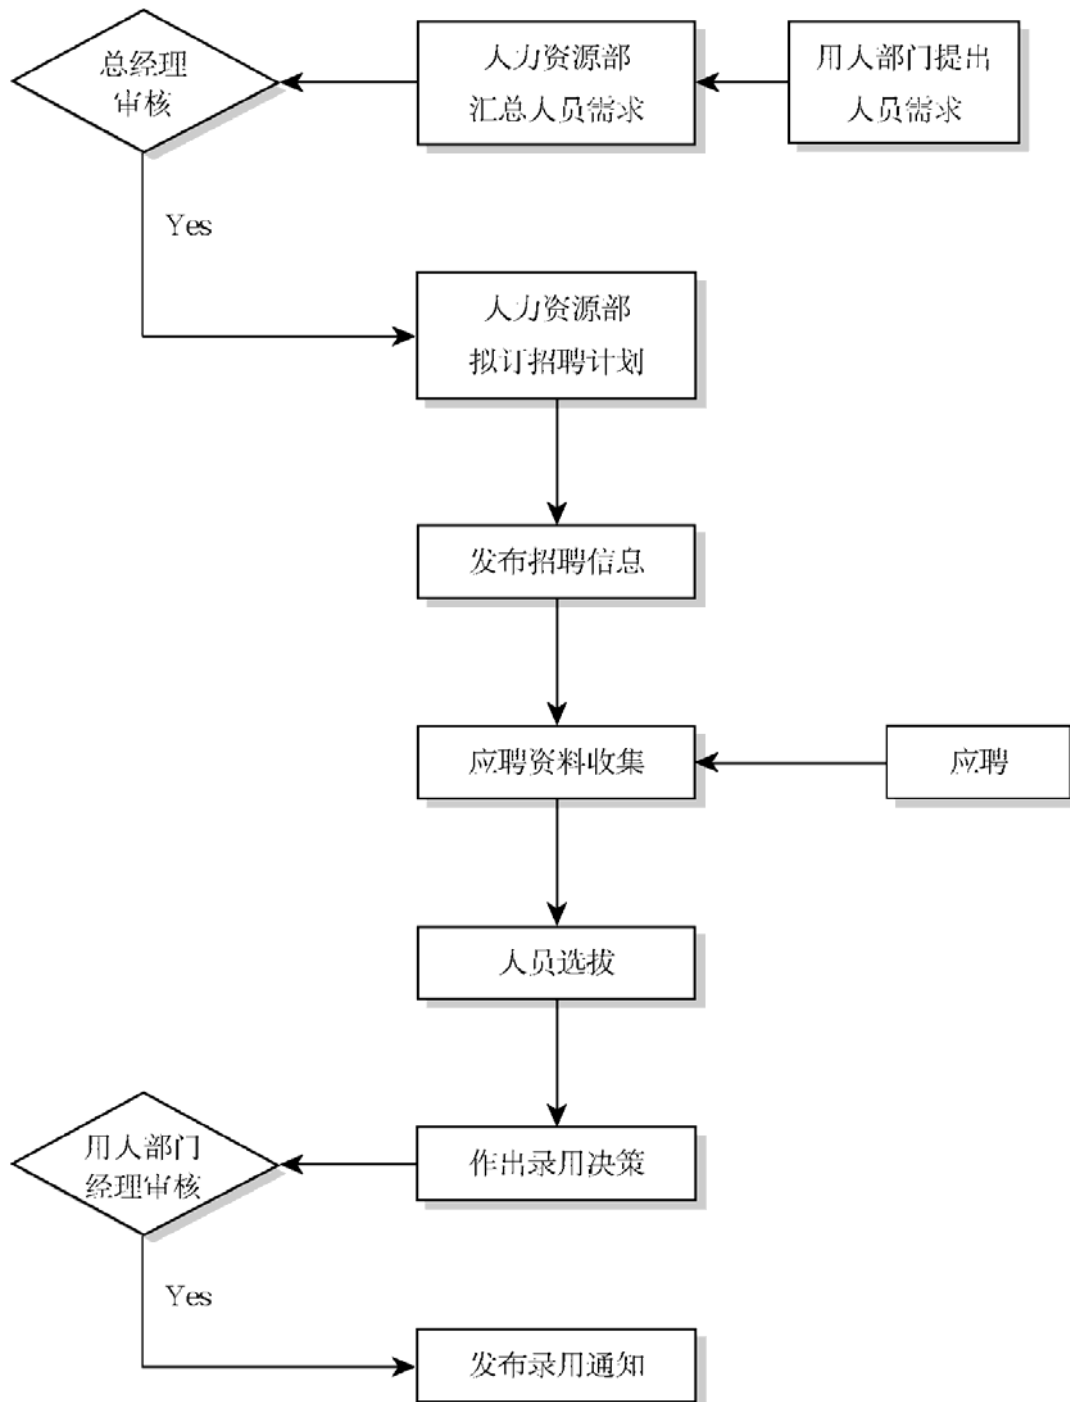 总经理
审核
人力资源部
汇总人员需求
用人部门提出
人员需求
Yes
人力资源部
拟订招聘计划
发布招聘信息
应聘资料收集
应聘
人员选拔
用人部门
经理审核
作出录用决策
Yes
发布录用通知